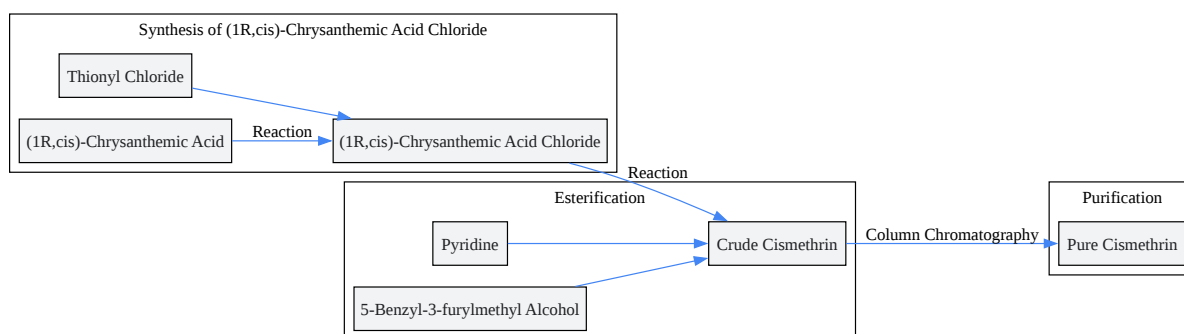 Synthesis of (1R,cis)-Chrysanthemic Acid Chloride
Thionyl Chloride
(1R,cis)-Chrysanthemic Acid
Reaction
(1R,cis)-Chrysanthemic Acid Chloride
Reaction
Esterification
Pyridine
5-Benzyl-3-furylmethyl Alcohol
Crude Cismethrin
Column Chromatography
Purification
Pure Cismethrin